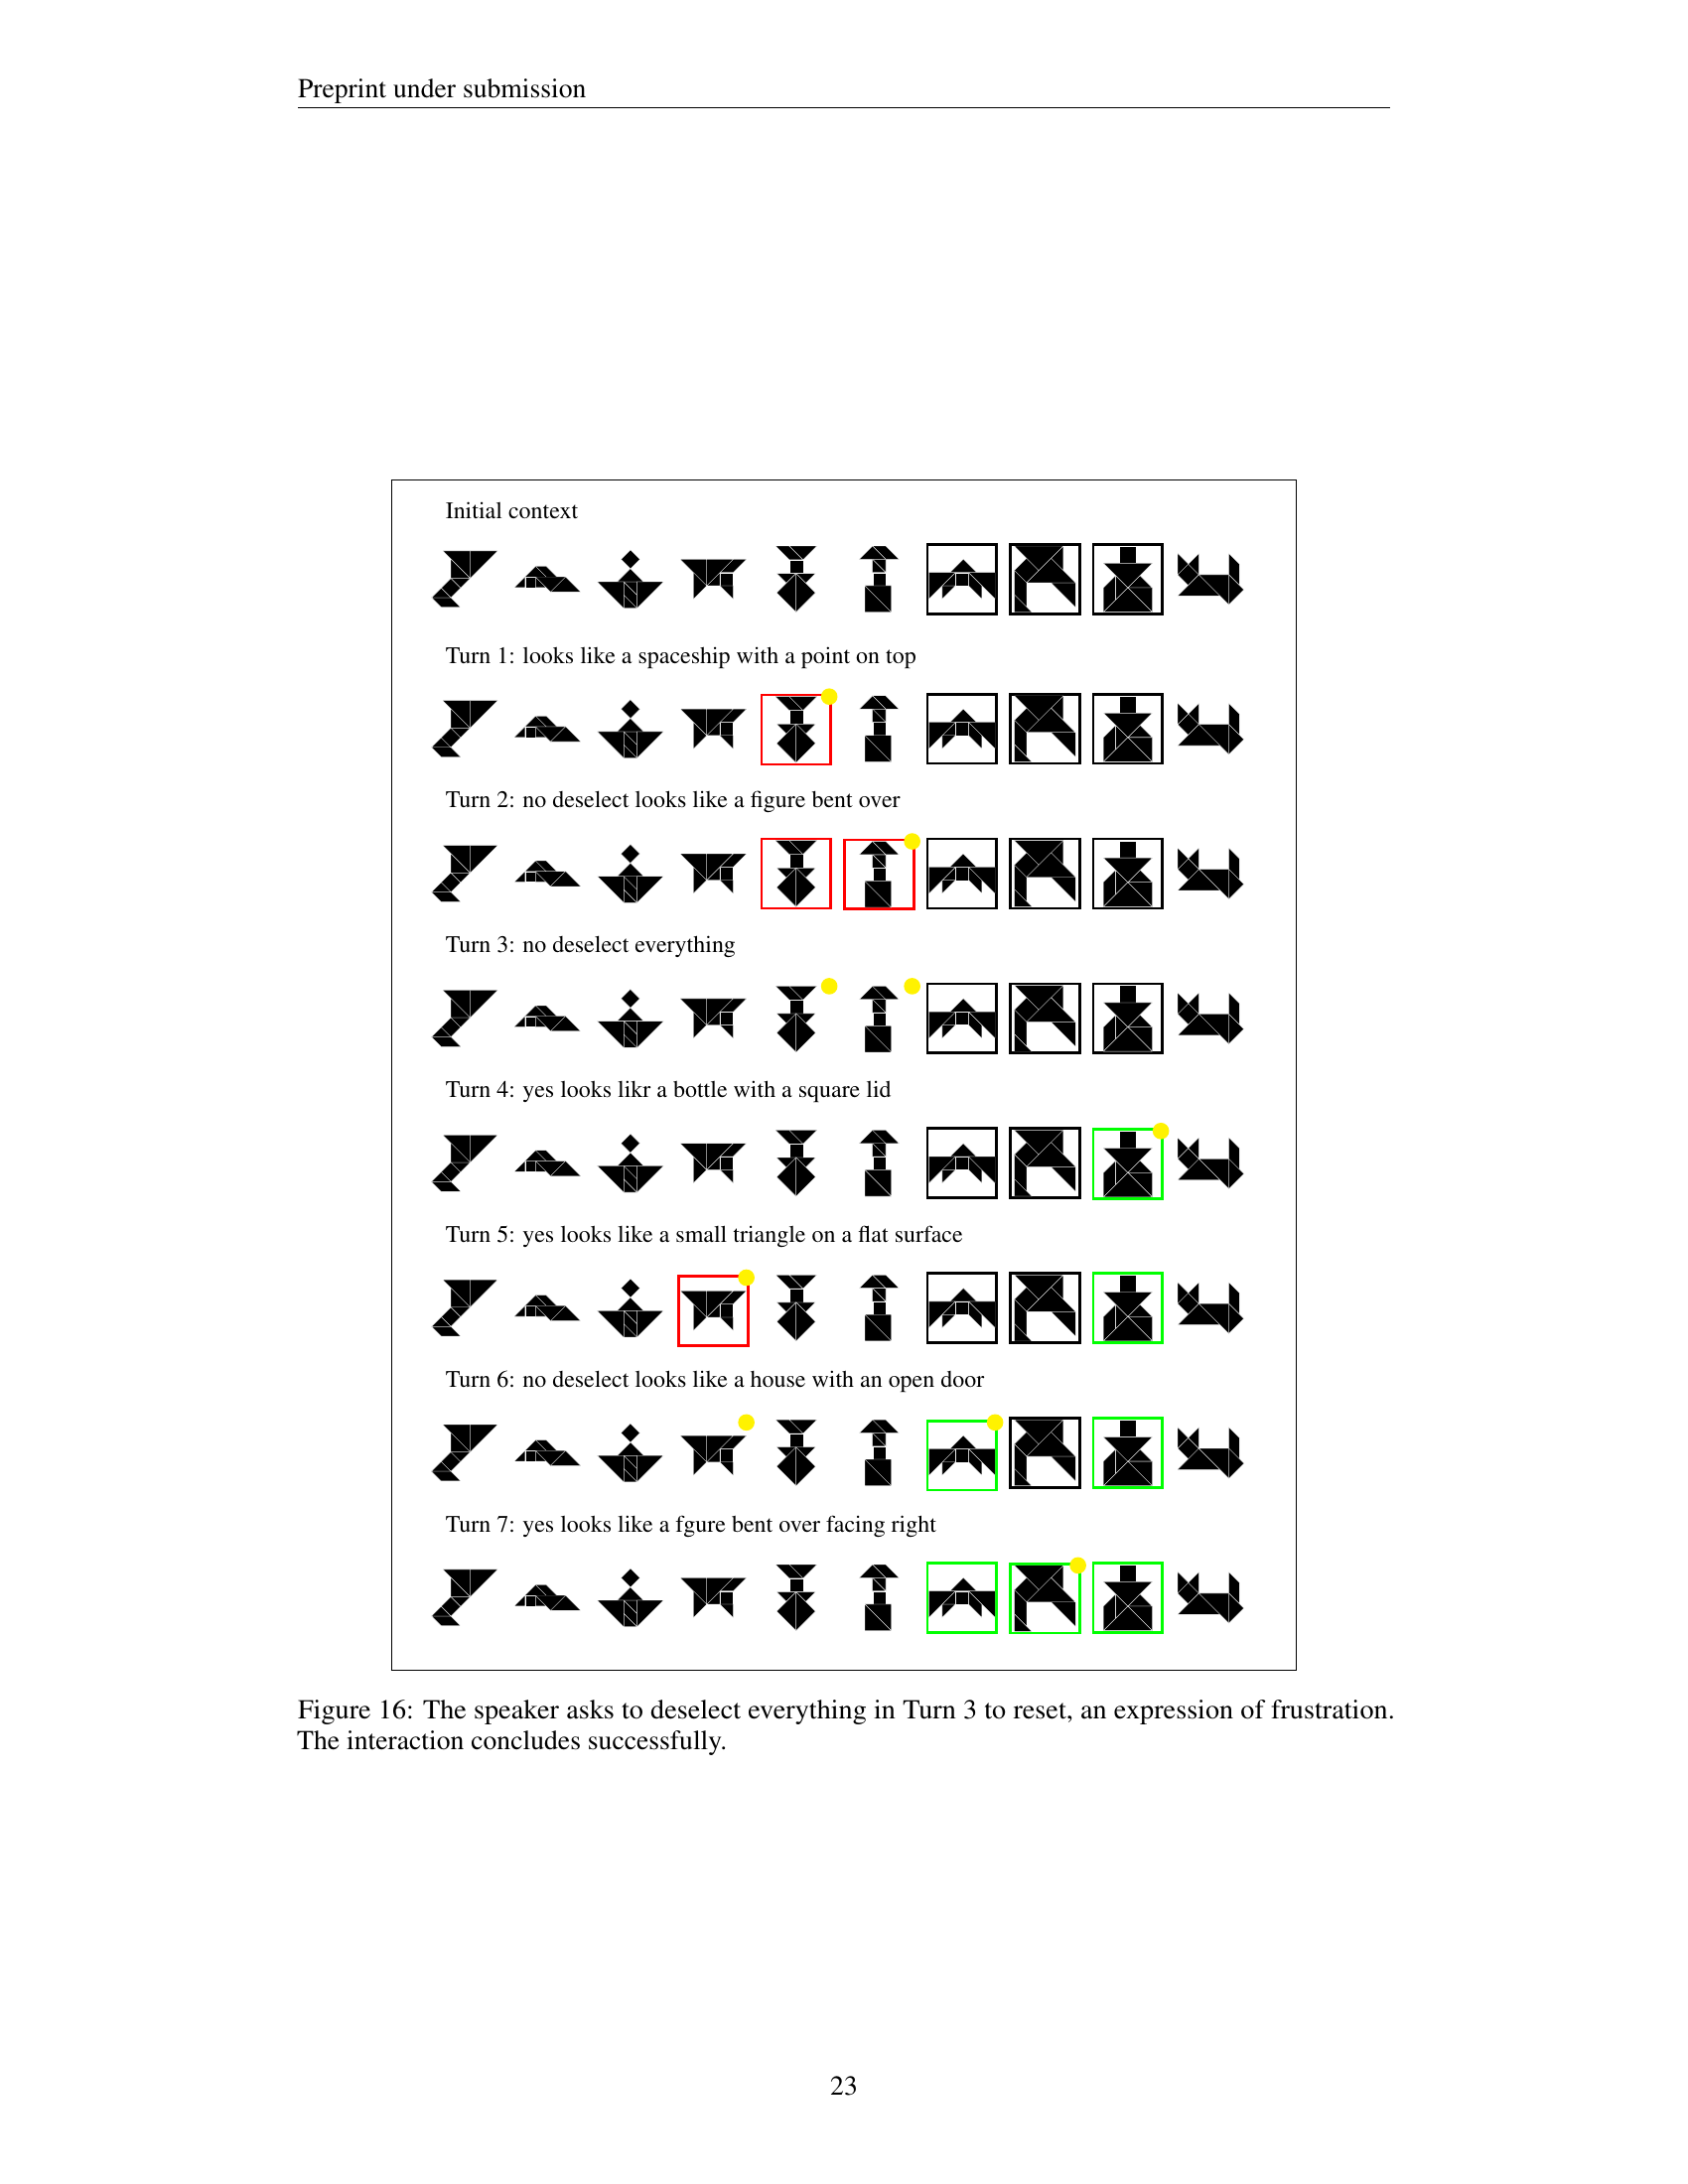 Preprint under submission
Initial context
Turn 1: looks like a spaceship with a point on top
Turn 2: no deselect looks like a figure bent over
Turn 3: no deselect everything
Turn 4: yes looks likr a bottle with a square lid
Turn 5: yes looks like a small triangle on a flat surface
Turn 6: no deselect looks like a house with an open door
Turn 7: yes looks like a fgure bent over facing right
Figure 16: The speaker asks to deselect everything in Turn 3 to reset, an expression of frustration.
The interaction concludes successfully.
23